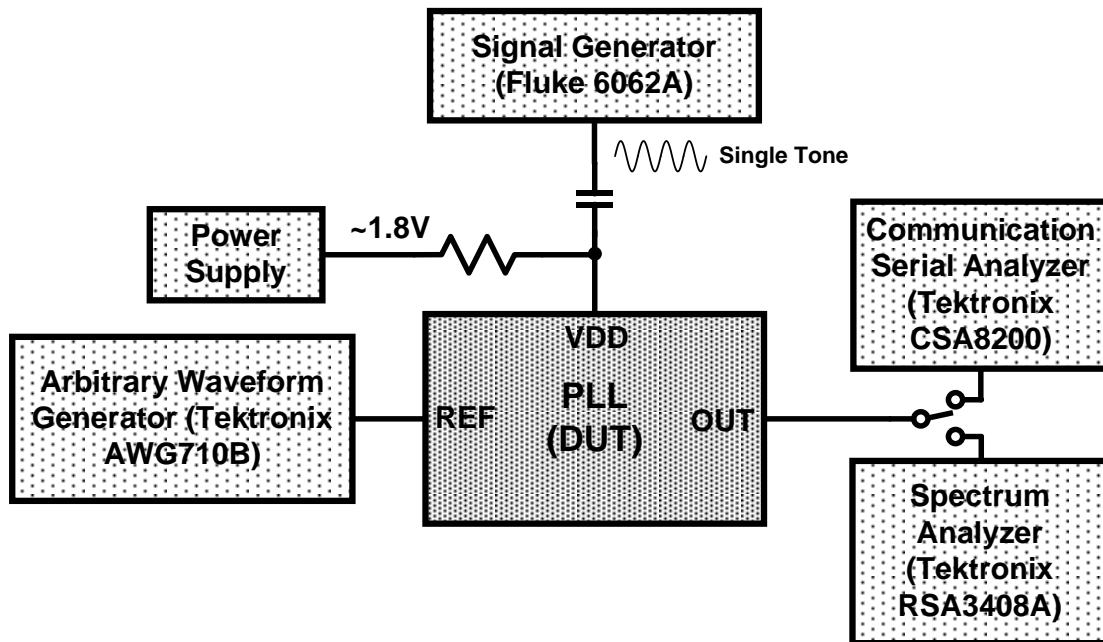 Signal Generator
(Fluke 6062A)
Single Tone
Power
Supply
~1.8V
Communication
Serial Analyzer
(Tektronix
CSA8200)
Arbitrary Waveform
Generator (Tektronix
AWG710B)
VDD
REF
PLL
(DUT)
OUT
Spectrum
Analyzer
(Tektronix
RSA3408A)